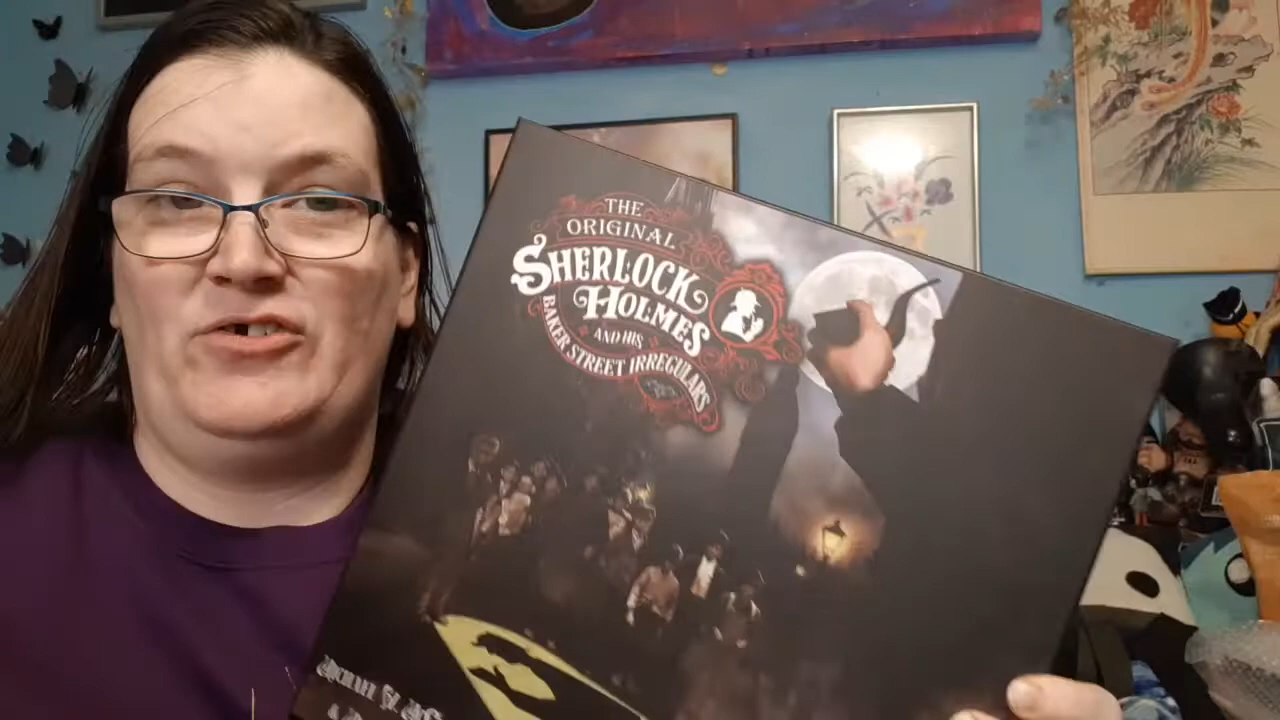 THE
ORIGINAL
SHERLOCK
HOLMES
AND HIS
BAKER STREET IRREGULARS